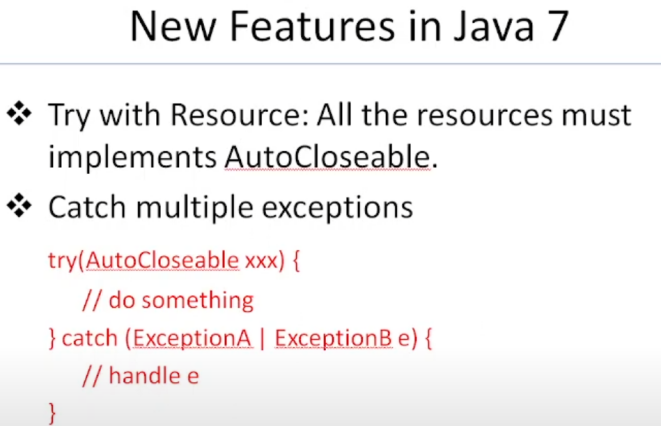 New Features in Java 7
❖ Try with Resource: All the resources must
implements AutoCloseable.
❖ Catch multiple exceptions
try(AutoCloseable xxx) {
// do something
} catch (ExceptionA | ExceptionB e) {
// handle e
}